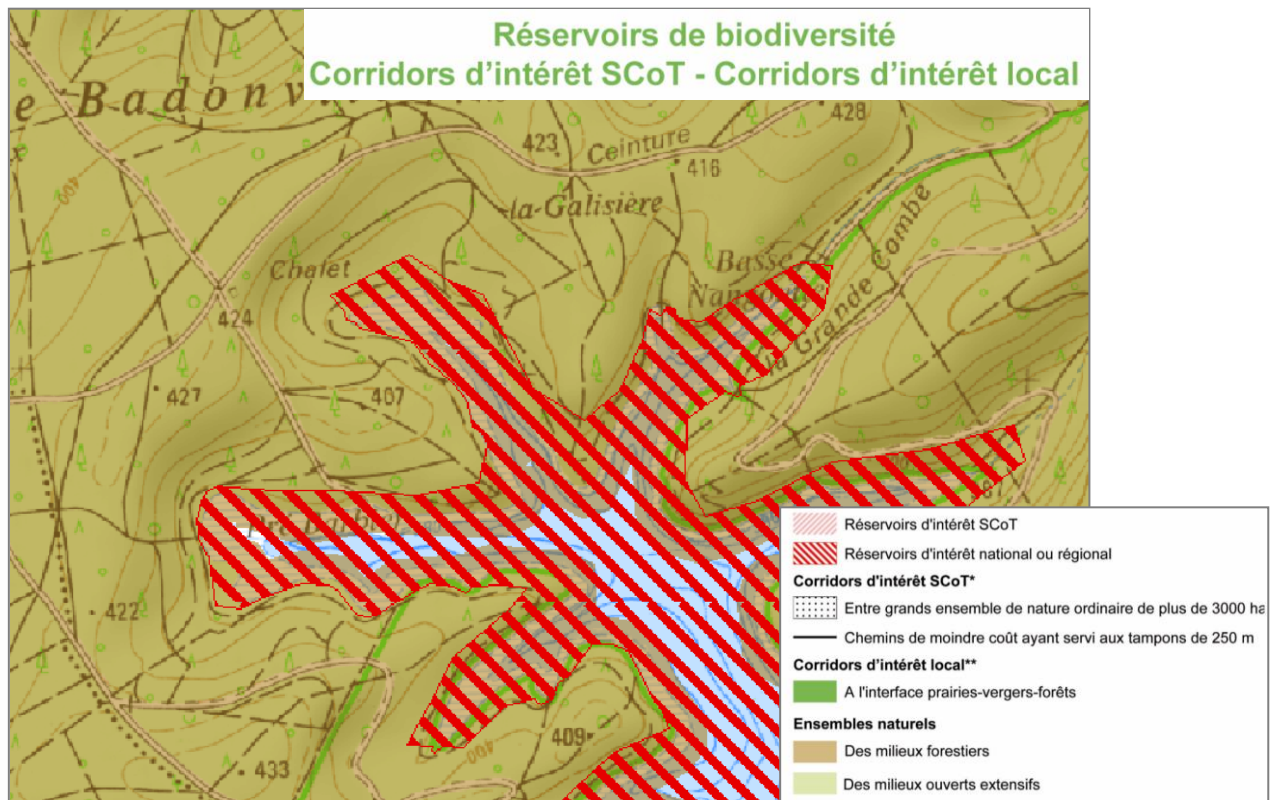 Réservoirs de biodiversité
Corridors d'intérêt SCoT - Corridors d'intérêt local
e Badonv
428
423
Ceinture
416
la-Galisière
Combe
Basse
Chalet
Grande
424
la
427
407
422
409
400
400
433
Réservoirs d'intérêt SCoT
Réservoirs d'intérêt national ou régional
Corridors d'intérêt SCoT*
Entre grands ensemble de nature ordinaire de plus de 3000 ha
Chemins de moindre coût ayant servi aux tampons de 250 m
Corridors d'intérêt local**
A l'interface prairies-vergers-forêts
Ensembles naturels
Des milieux forestiers
Des milieux ouverts extensifs